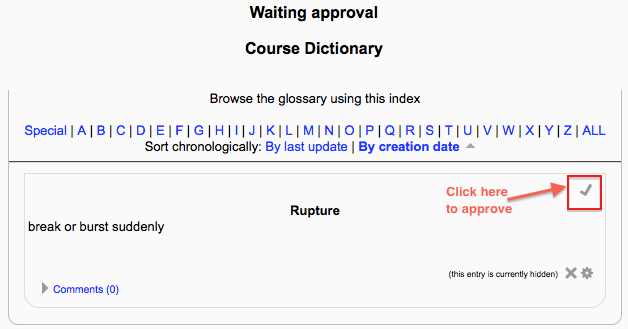 Waiting approval
Course Dictionary
Browse the glossary using this index
Special | A | B | C | D | E | F | G | H | I | J | K | L | M | N | O | P | Q | R | S | T | U | V | W | X | Y | Z | ALL
Sort chronologically: By last update | By creation date
Click here
to approve
Rupture
break or burst suddenly
(this entry is currently hidden)
Comments (0)